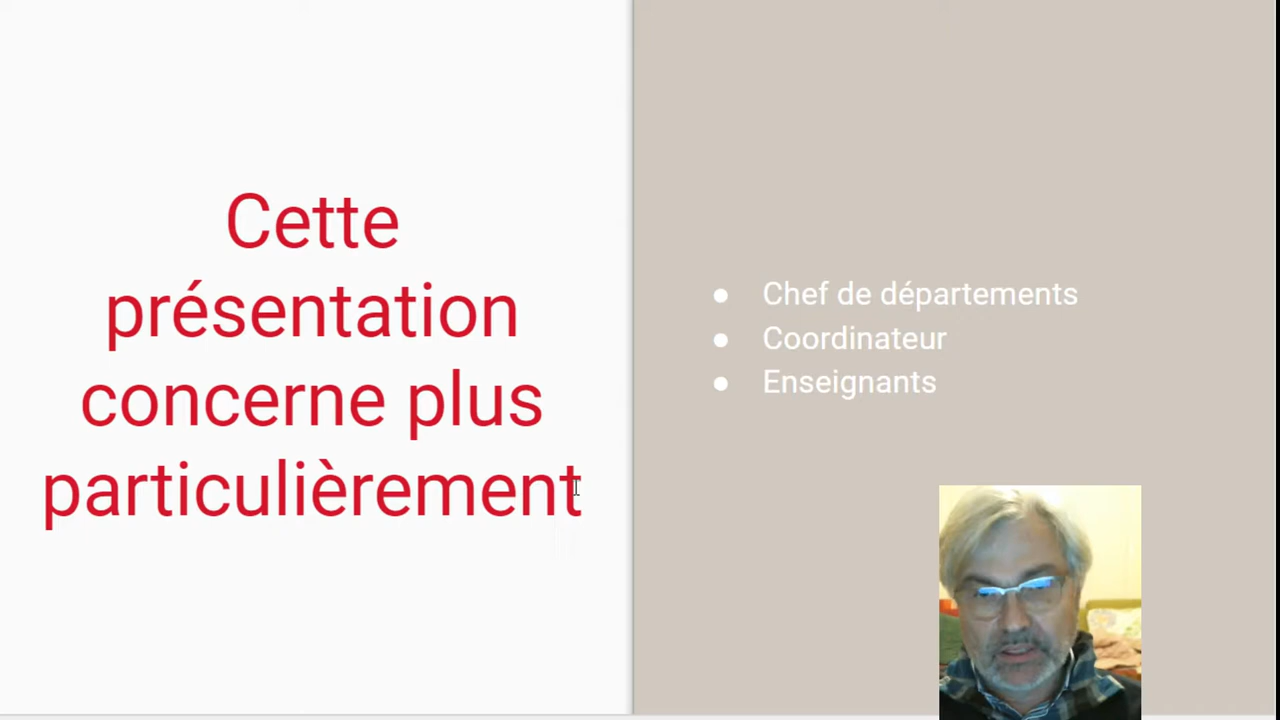 Cette
présentation
concerne plus
particulièrement
● Chef de départements
● Coordinateur
● Enseignants